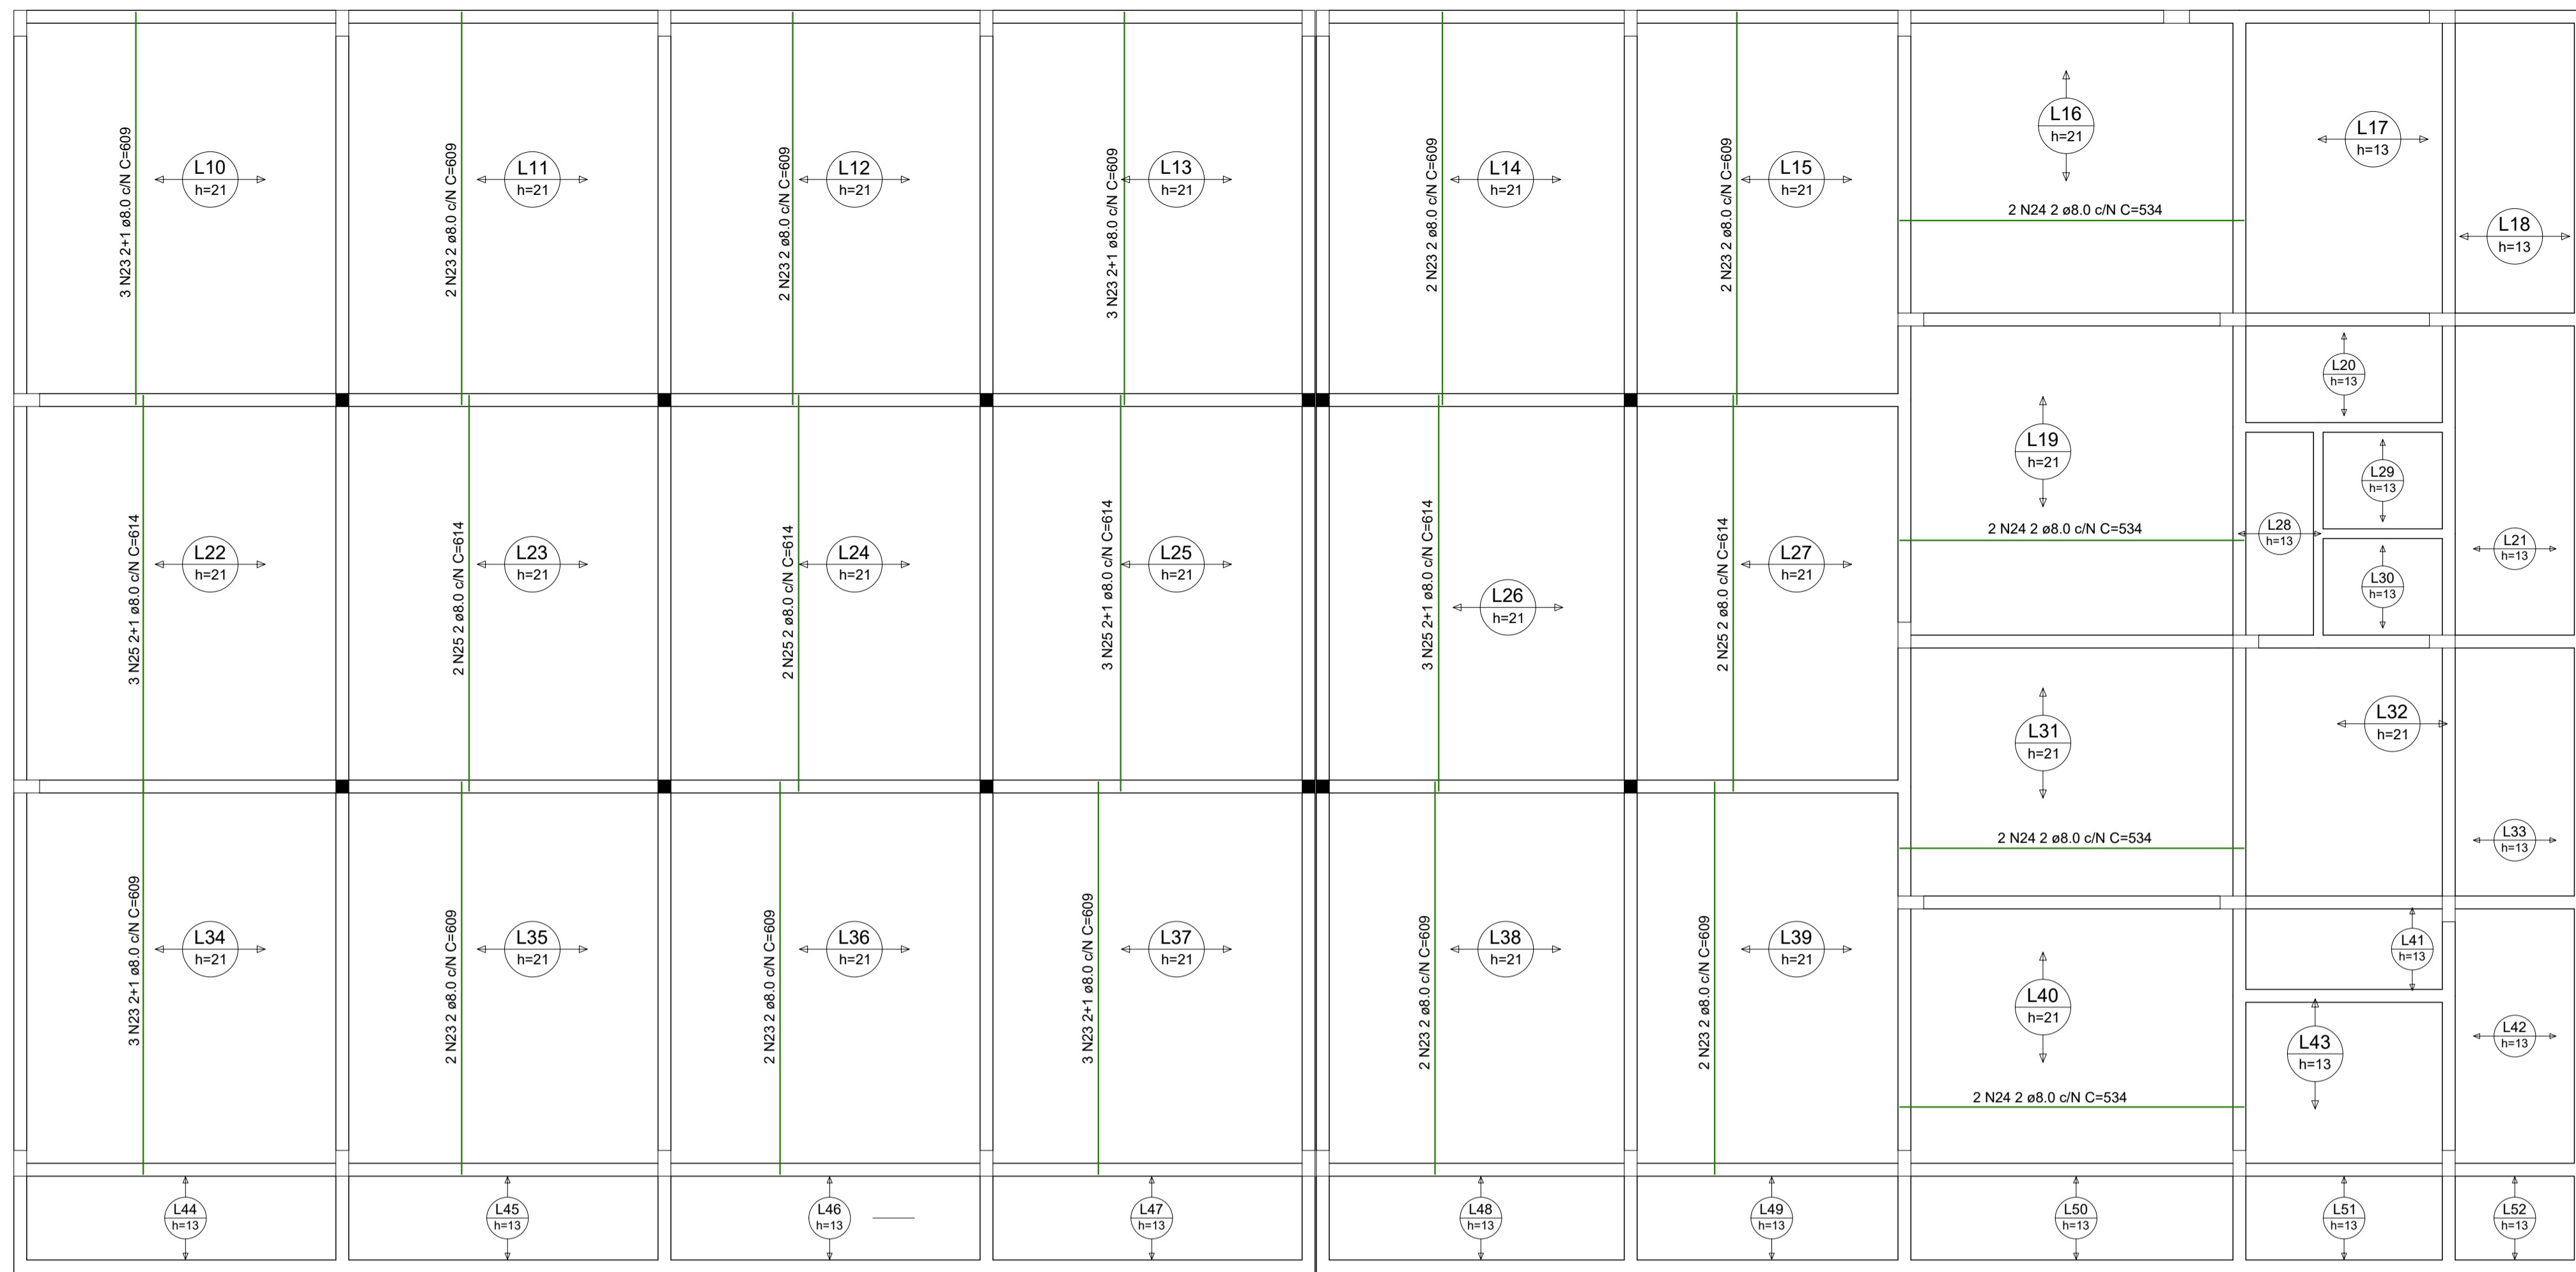 3 N23 2+1 ø8.0 c/N C=609
L10
h=21
2 N23 2 ø8.0 c/N C=609
L11
h=21
2 N23 2 ø8.0 c/N C=609
L12
h=21
3 N23 2+1 ø8.0 c/N C=609
L13
h=21
2 N23 2 ø8.0 c/N C=609
L14
h=21
2 N23 2 ø8.0 c/N C=609
L15
h=21
L16
h=21
2 N24 2 ø8.0 c/N C=534
L17
h=13
L18
h=13
L19
h=21
2 N24 2 ø8.0 c/N C=534
L20
h=13
L29
h=13
L28
h=13
L30
h=13
L21
h=13
3 N25 2+1 ø8.0 c/N C=614
L22
h=21
2 N25 2 ø8.0 c/N C=614
L23
h=21
2 N25 2 ø8.0 c/N C=614
L24
h=21
3 N25 2+1 ø8.0 c/N C=614
L25
h=21
3 N25 2+1 ø8.0 c/N C=614
L26
h=21
2 N25 2 ø8.0 c/N C=614
L27
h=21
L31
h=21
2 N24 2 ø8.0 c/N C=534
L32
h=21
L33
h=13
3 N23 2+1 ø8.0 c/N C=609
L34
h=21
2 N23 2 ø8.0 c/N C=609
L35
h=21
2 N23 2 ø8.0 c/N C=609
L36
h=21
3 N23 2+1 ø8.0 c/N C=609
L37
h=21
2 N23 2 ø8.0 c/N C=609
L38
h=21
2 N23 2 ø8.0 c/N C=609
L39
h=21
L40
h=21
2 N24 2 ø8.0 c/N C=534
L41
h=13
L43
h=13
L42
h=13
L44
h=13
L45
h=13
L46
h=13
L47
h=13
L48
h=13
L49
h=13
L50
h=13
L51
h=13
L52
h=13